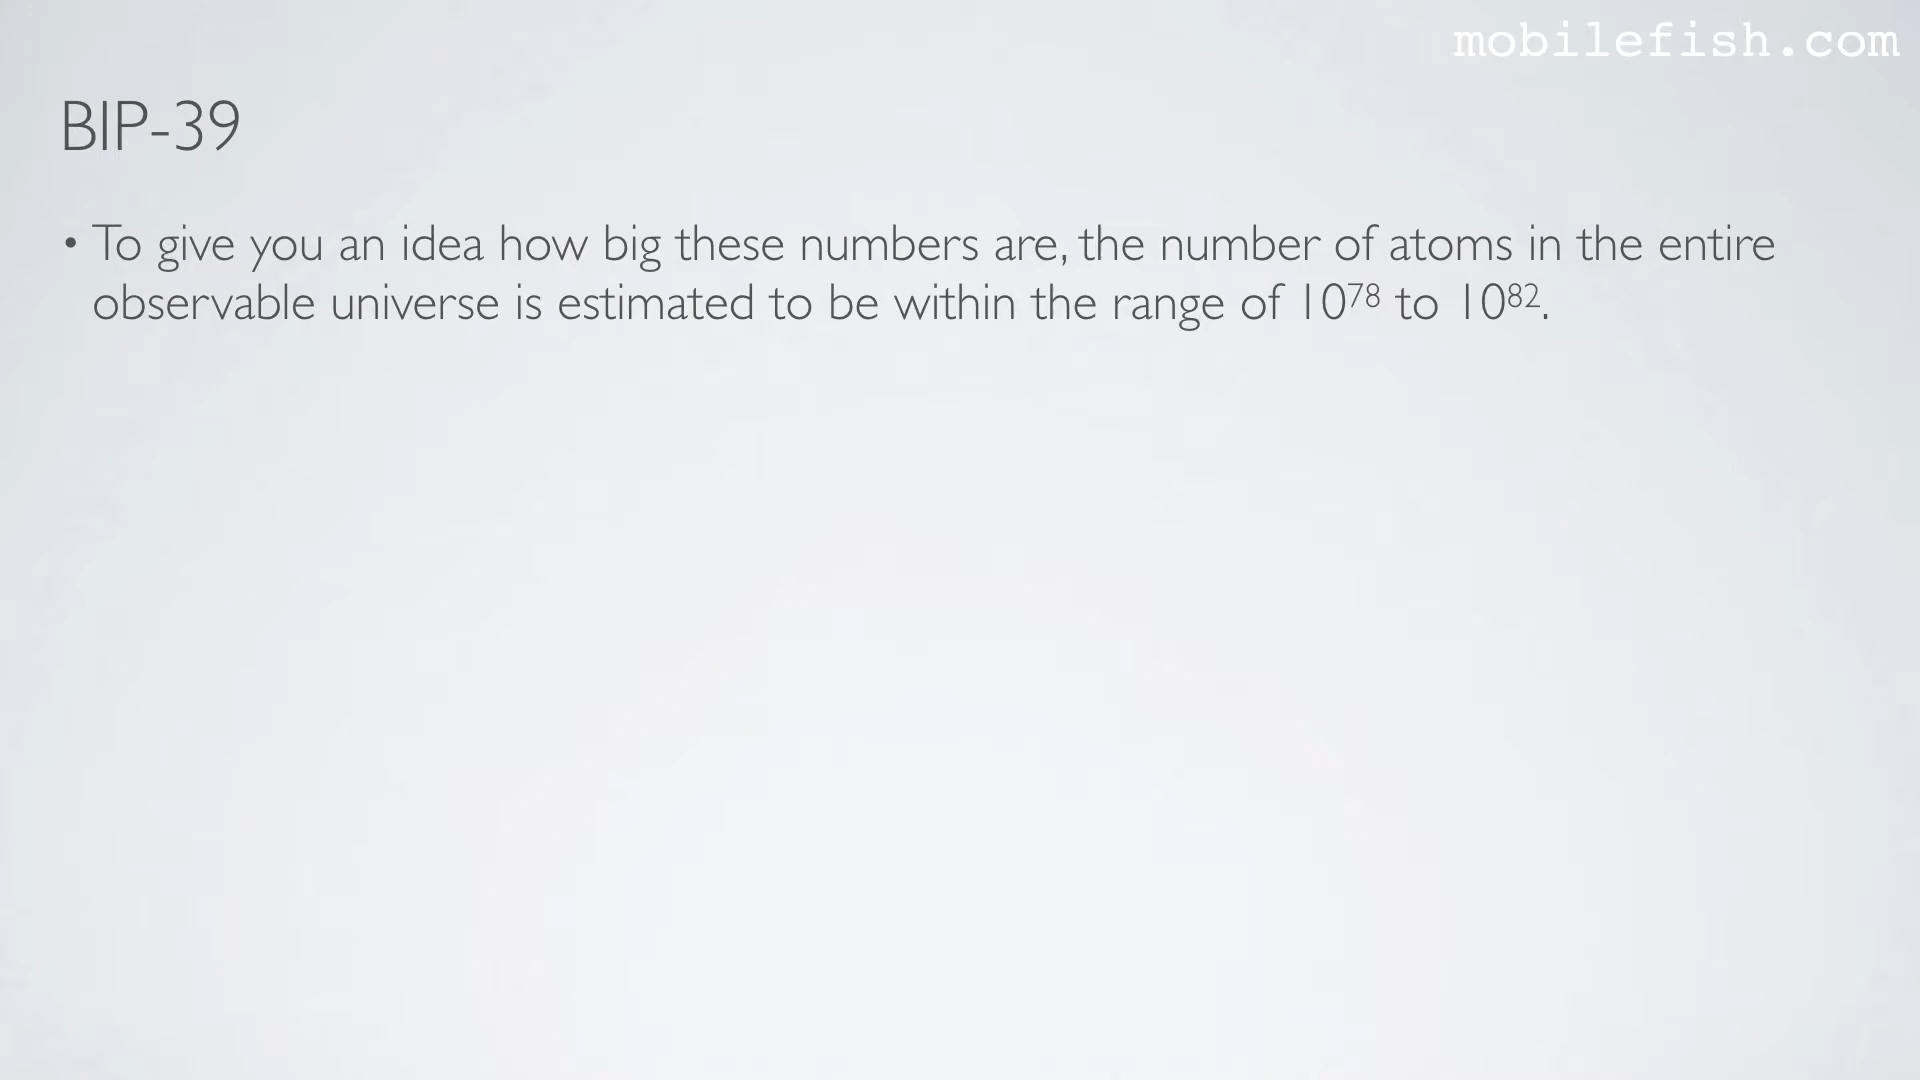 mobilefish.com
BIP-39
• To give you an idea how big these numbers are, the number of atoms in the entire
observable universe is estimated to be within the range of 10⁷⁸ to 10⁸².